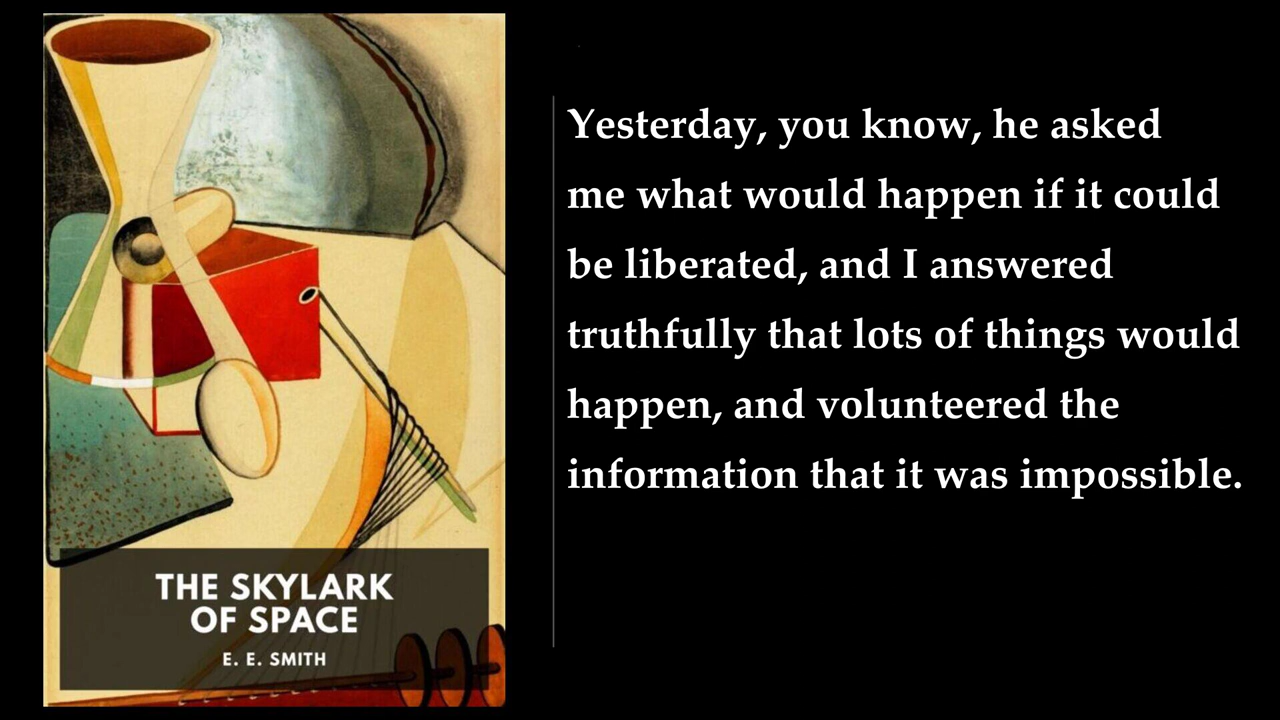 THE SKYLARK
OF SPACE
E. E. SMITH
Yesterday, you know, he asked
me what would happen if it could
be liberated, and I answered
truthfully that lots of things would
happen, and volunteered the
information that it was impossible.